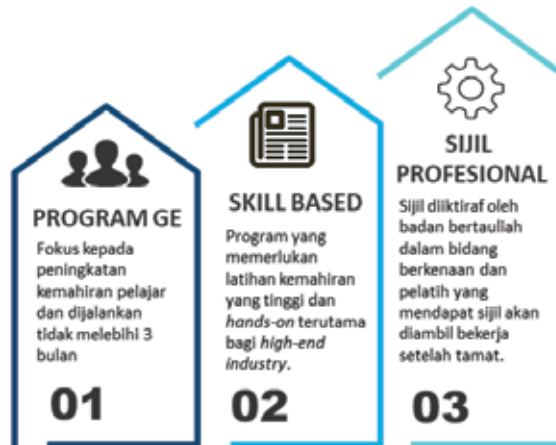 PROGRAM GE
Fokus kepada
peningkatan
kemahiran pelajar
dan dijalankan
tidak melebihi 3
bulan
01
SKILL BASED
Program yang
memerlukan
latihan kemahiran
yang tinggi dan
hands-on terutama
bagi high-end
industry.
02
SIJIL
PROFESIONAL
Sijil diiktiraf oleh
badan bertauliah
dalam bidang
berkenaan dan
pelatih yang
mendapat sijil akan
diambil bekerja
setelah tamat.
03